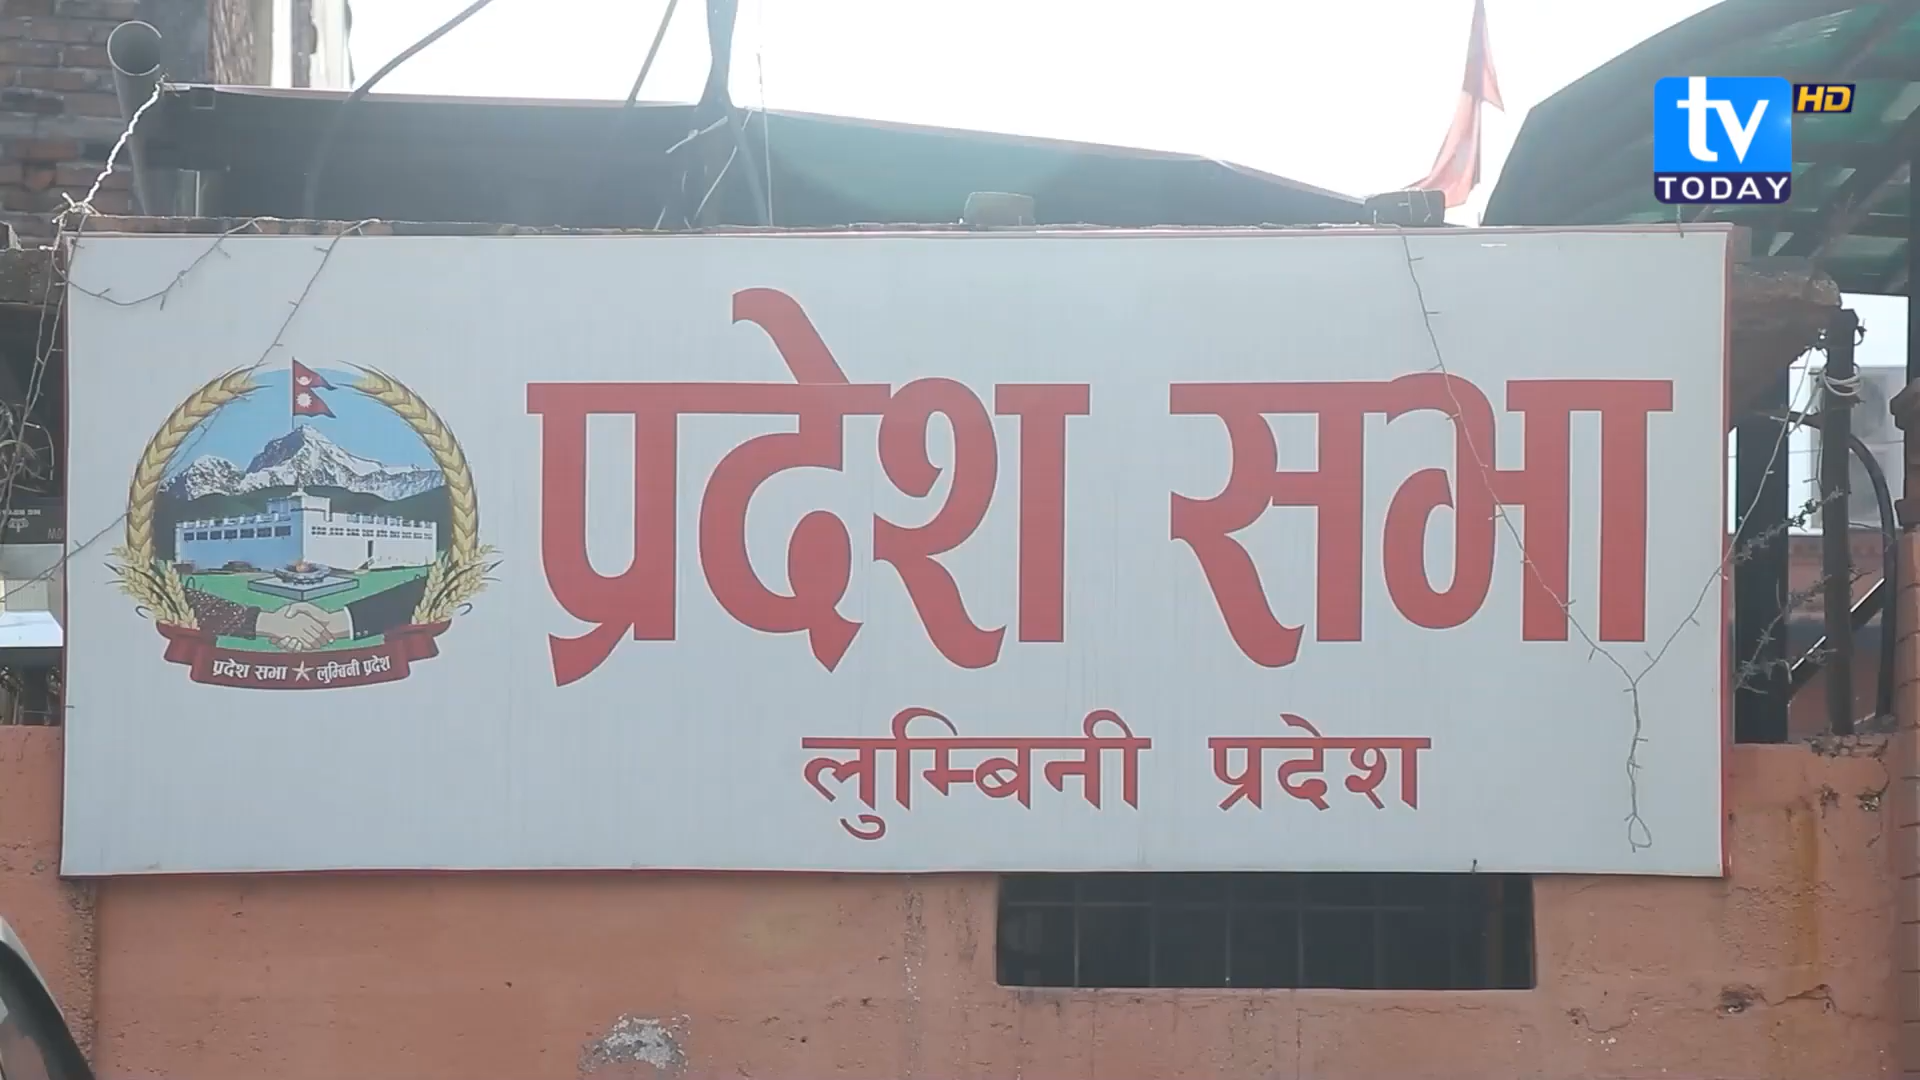 tv HD
TODAY
प्रदेश सभा
लुम्बिनी प्रदेश
प्रदेश सभा ★ लुम्बिनी प्रदेश